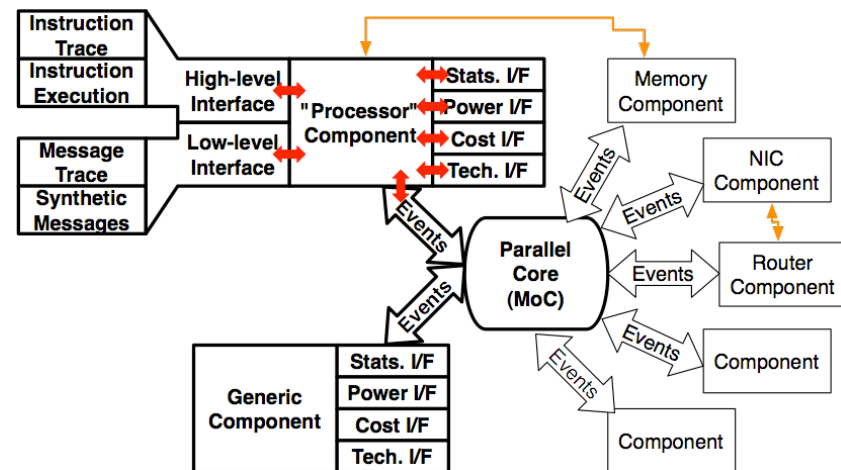 Instruction
Trace
Instruction
Execution
Message
Trace
Synthetic
Messages
High-level
Interface
Low-level
Interface
"Processor"
Component
Stats. I/F
Power I/F
Cost I/F
Tech. I/F
Memory
Component
NIC
Component
Router
Component
Component
Component
Events
Events
Events
Events
Events
Events
Events
Parallel
Core
(MoC)
Generic
Component
Stats. I/F
Power I/F
Cost I/F
Tech. I/F